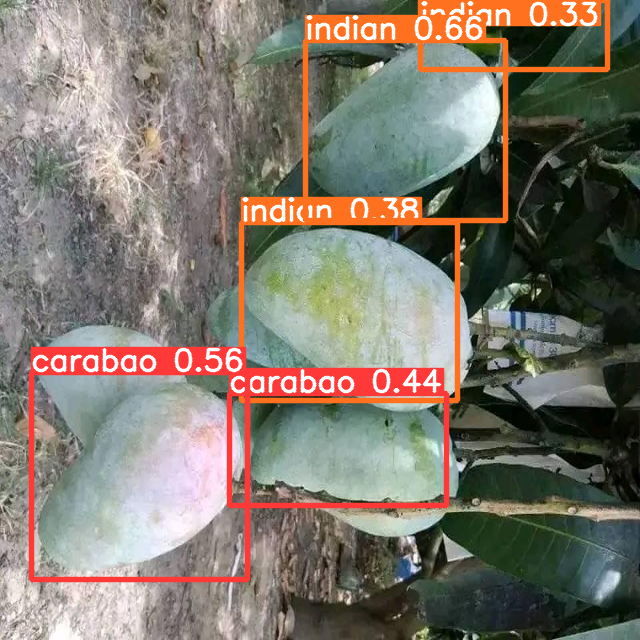 indian 0.33
indian 0.66
indian 0.38
carabao 0.56
carabao 0.44